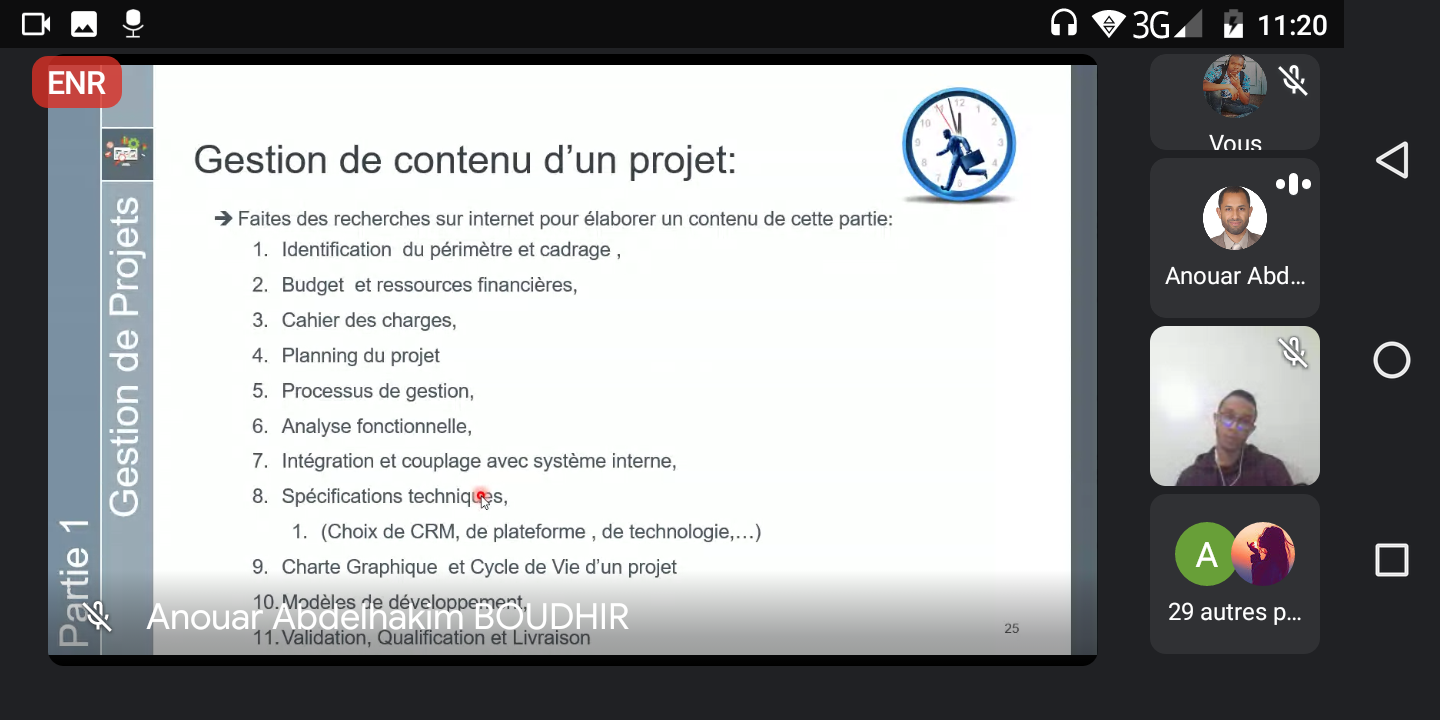 3G 11:20
ENR
Gestion de contenu d’un projet:
➔ Faites des recherches sur internet pour élaborer un contenu de cette partie:
1. Identification du périmètre et cadrage ,
2. Budget et ressources financières,
3. Cahier des charges,
4. Planning du projet
5. Processus de gestion,
6. Analyse fonctionnelle,
7. Intégration et couplage avec système interne,
8. Spécifications techniques,
1. (Choix de CRM, de plateforme , de technologie,…)
9. Charte Graphique et Cycle de Vie d’un projet
10. Modèles de développement,
11. Validation, Qualification et Livraison
25
Partie 1
Gestion de Projets
Anouar Abdelhakim BOUDHIR
Vous
Anouar Abd...
A
29 autres p...